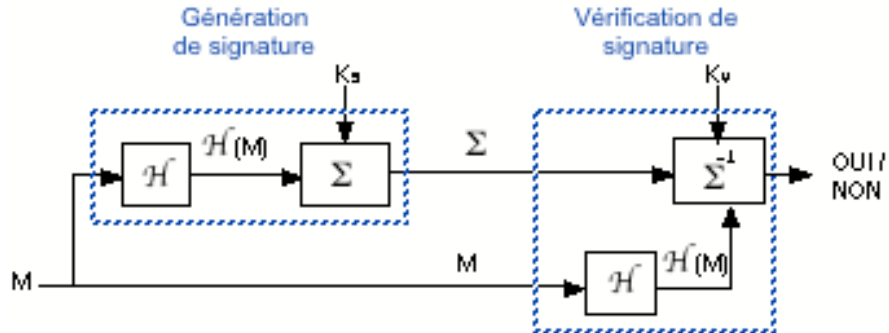 Génération
de signature
Vérification de
signature
Ks
Kv
ℋ
ℋ(M)
Σ
Σ
Σ⁻¹
OUI /
NON
M
M
ℋ
ℋ(M)